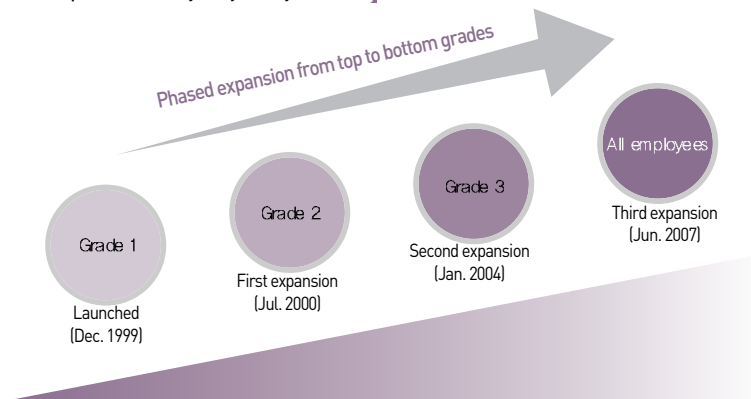 Phased expansion from top to bottom grades
Grade 1
Launched
(Dec. 1999)
Grade 2
First expansion
(Jul. 2000)
Grade 3
Second expansion
(Jan. 2004)
All employees
Third expansion
(Jun. 2007)